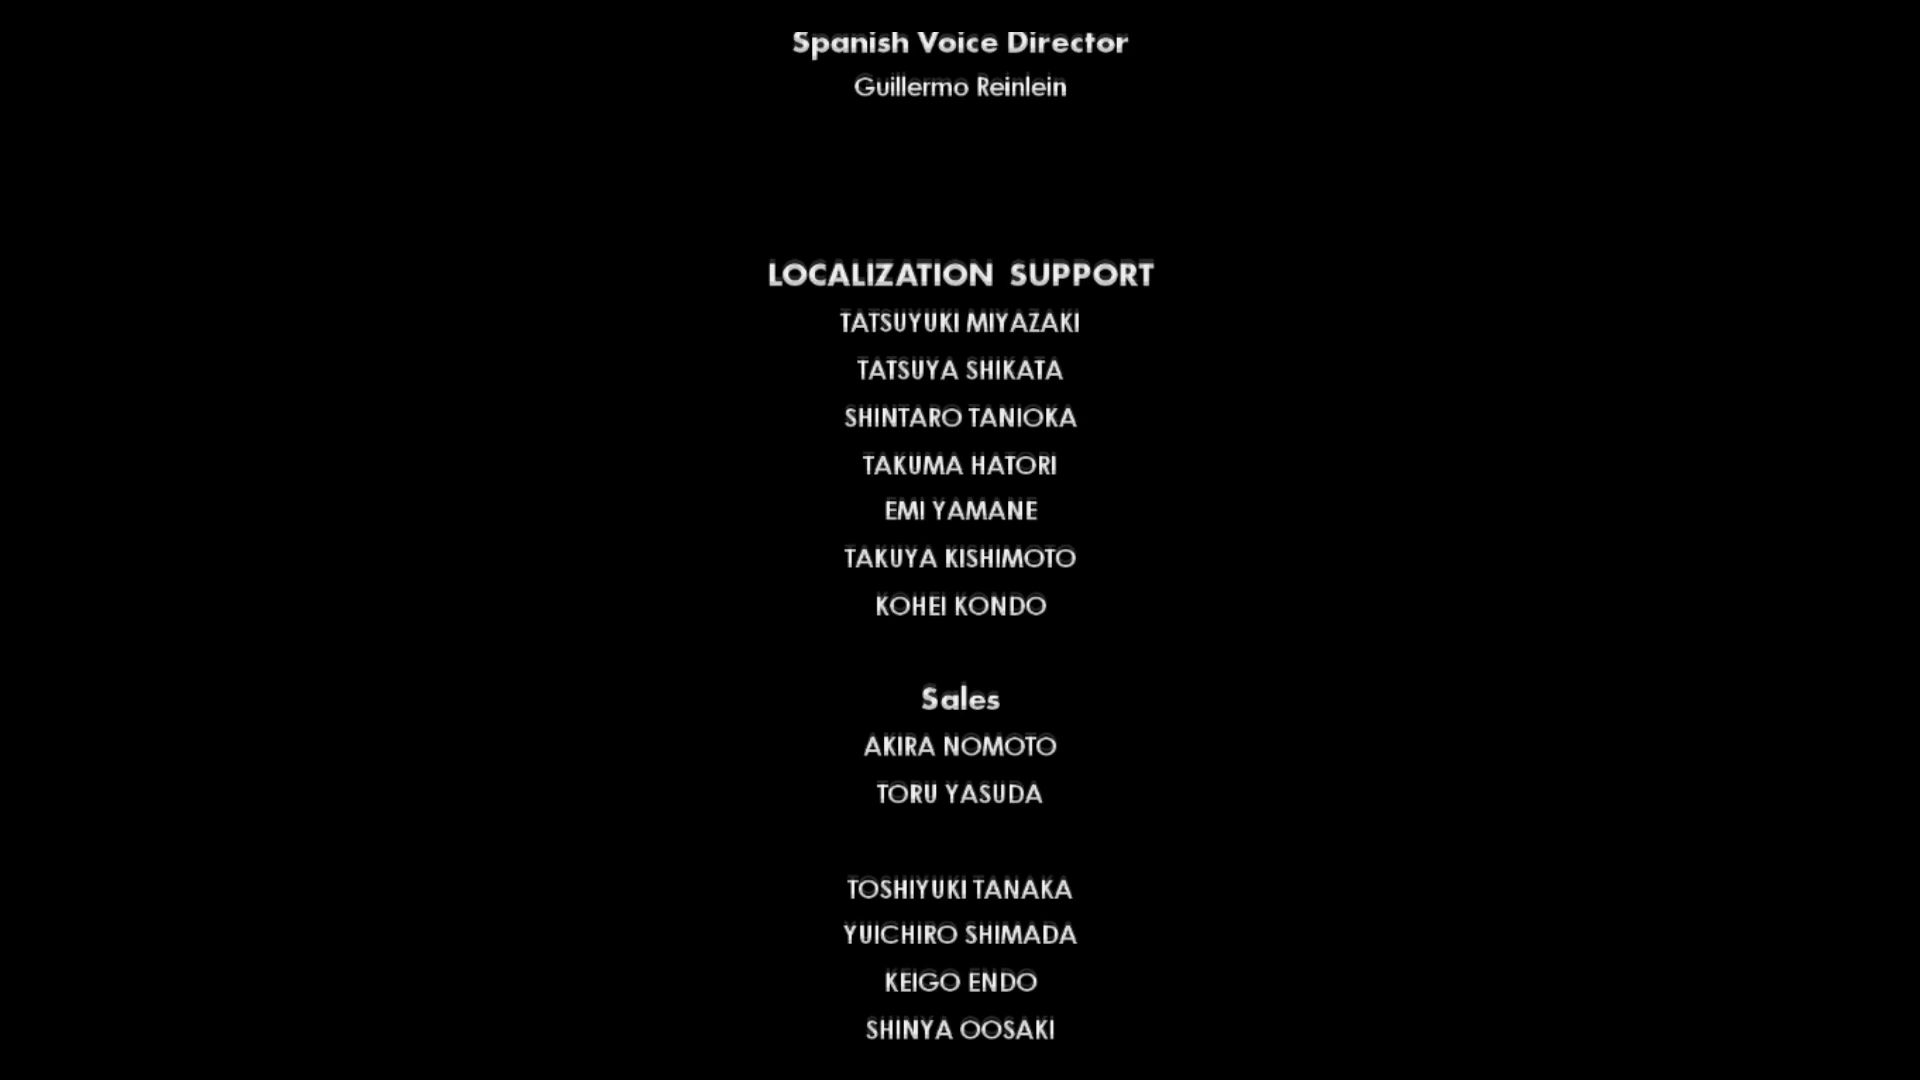 Spanish Voice Director
Guillermo Reinlein
LOCALIZATION SUPPORT
TATSUYUKI MIYAZAKI
TATSUYA SHIKATA
SHINTARO TANIOKA
TAKUMA HATORI
EMI YAMANE
TAKUYA KISHIMOTO
KOHEI KONDO
Sales
AKIRA NOMOTO
TORU YASUDA
TOSHIYUKI TANAKA
YUICHIRO SHIMADA
KEIGO ENDO
SHINYA OOSAKI